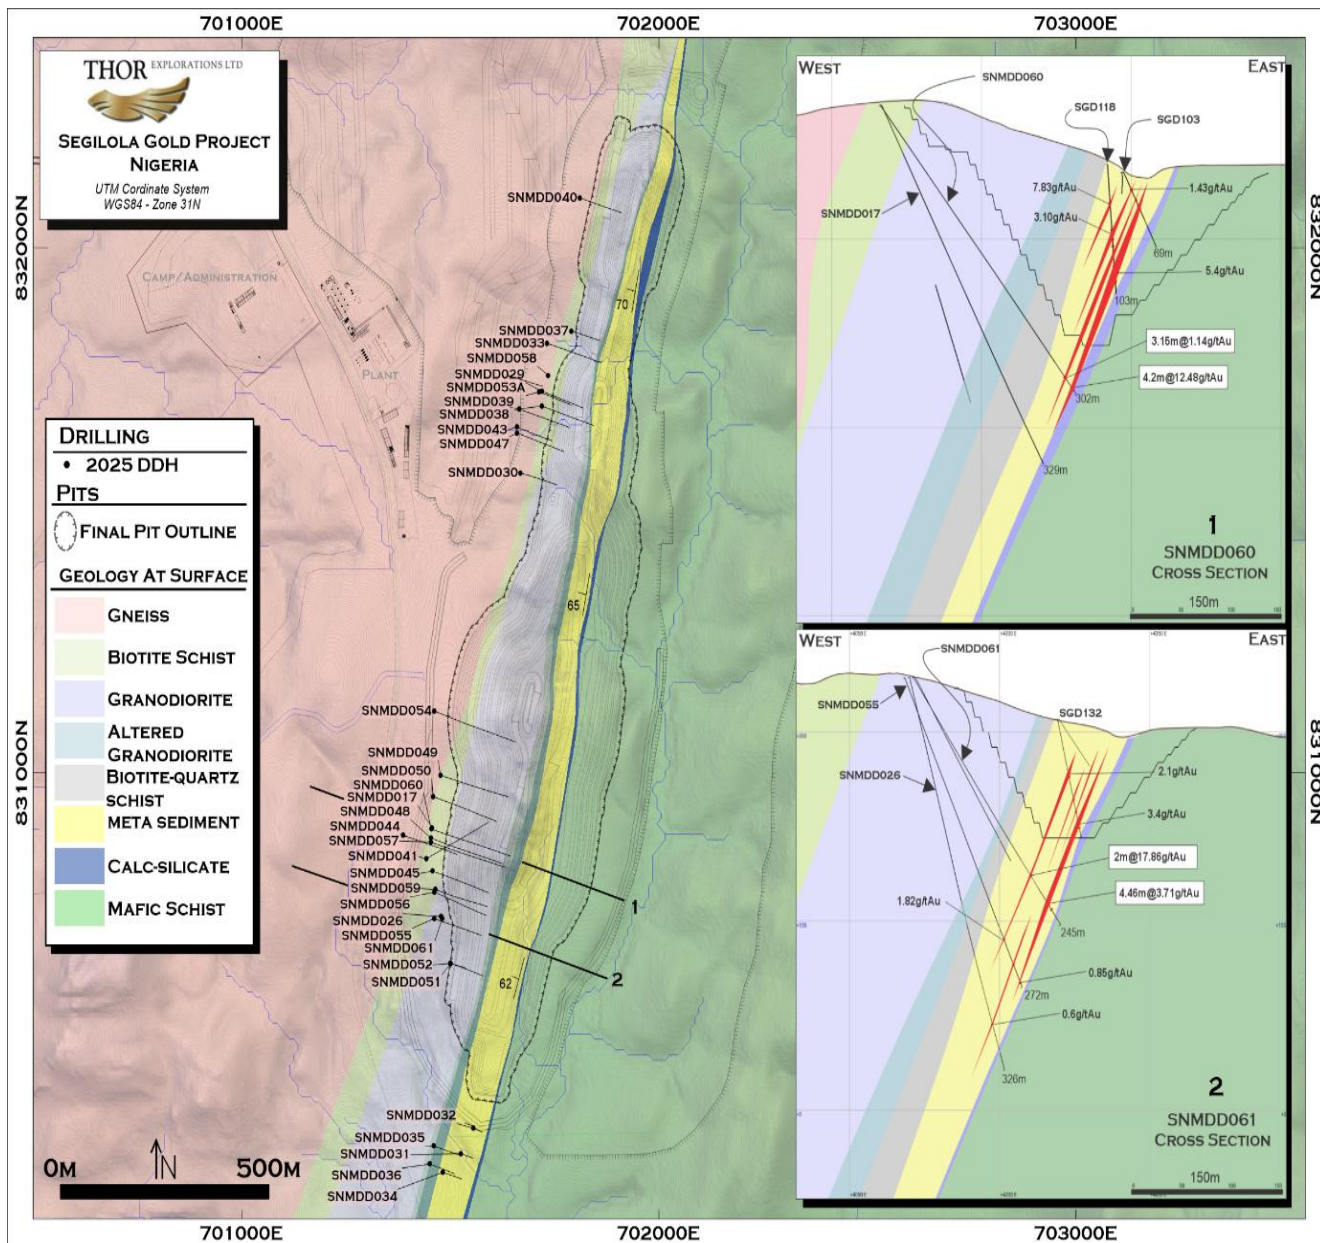 701000E
702000E
703000E
832000N
831000N
832000N
831000N
701000E
702000E
703000E
THOR EXPLORATIONS LTD
SEGILOLA GOLD PROJECT
NIGERIA
UTM Cordinate System
WGS84 - Zone 31N
CAMP/ADMINISTRATION
PLANT
DRILLING
2025 DDH
PITS
FINAL PIT OUTLINE
GEOLOGY AT SURFACE
GNEISS
BIOTITE SCHIST
GRANODIORITE
ALTERED
GRANODIORITE
BIOTITE-QUARTZ
SCHIST
META SEDIMENT
CALC-SILICATE
MAFIC SCHIST
0M
N
500M
SNMDD040
SNMDD037
SNMDD033
SNMDD058
SNMDD029
SNMDD053A
SNMDD039
SNMDD038
SNMDD043
SNMDD047
SNMDD030
SNMDD054
SNMDD049
SNMDD050
SNMDD060
SNMDD017
SNMDD048
SNMDD044
SNMDD057
SNMDD041
SNMDD045
SNMDD059
SNMDD056
SNMDD026
SNMDD055
SNMDD061
SNMDD052
SNMDD051
SNMDD032
SNMDD035
SNMDD031
SNMDD036
SNMDD034
70
65
62
1
2
WEST
EAST
SNMDD060
SGD118
SGD103
SNMDD017
7.83g/tAu
3.10g/tAu
1.43g/tAu
69m
5.4g/tAu
103m
3.15m@1.14g/tAu
4.2m@12.48g/tAu
302m
329m
1
SNMDD060
CROSS SECTION
150m
WEST
EAST
SNMDD061
SNMDD055
SGD132
SNMDD026
2.1g/tAu
3.4g/tAu
2m@17.86g/tAu
4.46m@3.71g/tAu
1.82g/tAu
245m
0.85g/tAu
272m
0.6g/tAu
326m
2
SNMDD061
CROSS SECTION
150m